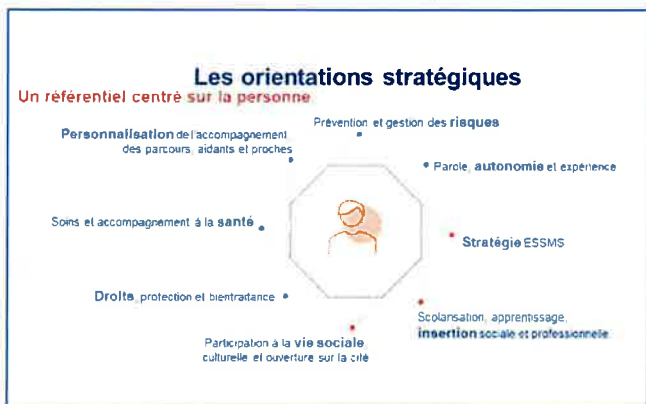 Les orientations stratégiques
Un référentiel centré sur la personne
Prévention et gestion des risques
Personnalisation de l'accompagnement
des parcours, aidants et proches
Parole, autonomie et expérience
Soins et accompagnement à la santé
Stratégie ESSMS
Droits, protection et bientraitance
Scolarisation, apprentissage,
insertion sociale et professionnelle
Participation à la vie sociale
culturelle et ouverture sur la cité